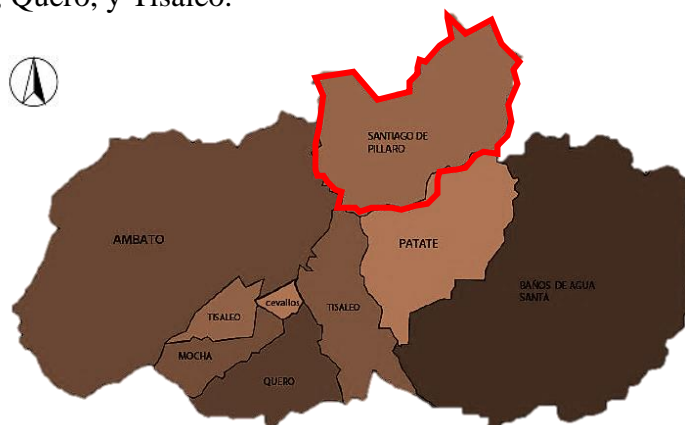 , Quero, y Tisaleo.
SANTIAGO DE
PILLARO
AMBATO
PATATE
BAÑOS DE AGUA
SANTA
cevallos
TISALEO
TISALEO
MOCHA
QUERO